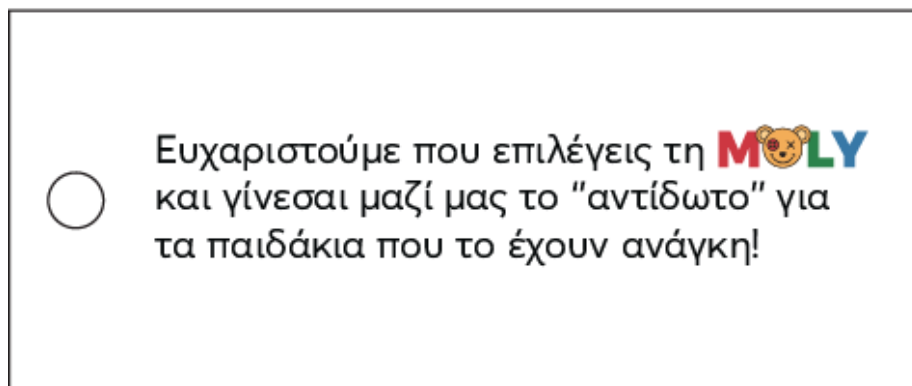 Ευχαριστούμε που επιλέγεις τη MOLY
και γίνεσαι μαζί μας το "αντίδωτο" για
τα παιδάκια που το έχουν ανάγκη!